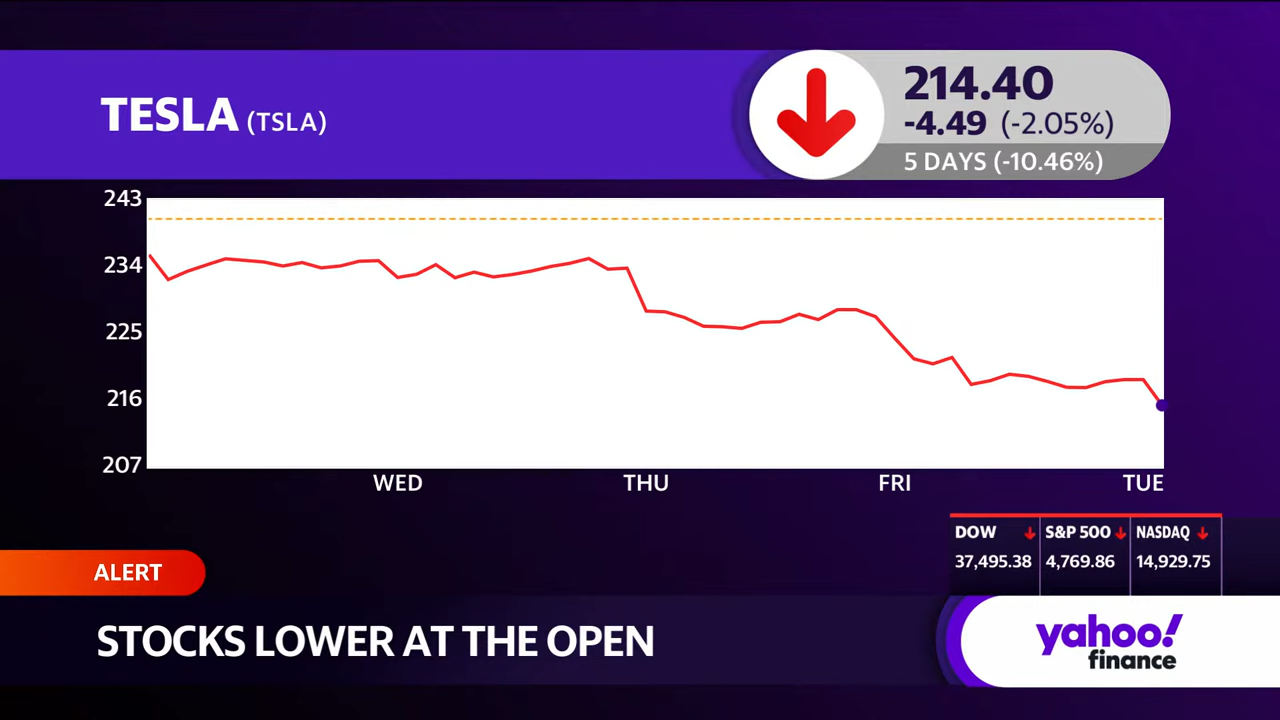 TESLA (TSLA)
214.40
-4.49 (-2.05%)
5 DAYS (-10.46%)
243
234
225
216
207
WED THU FRI TUE
DOW S&P 500 NASDAQ
37,495.38 4,769.86 14,929.75
ALERT
STOCKS LOWER AT THE OPEN
yahoo!
finance